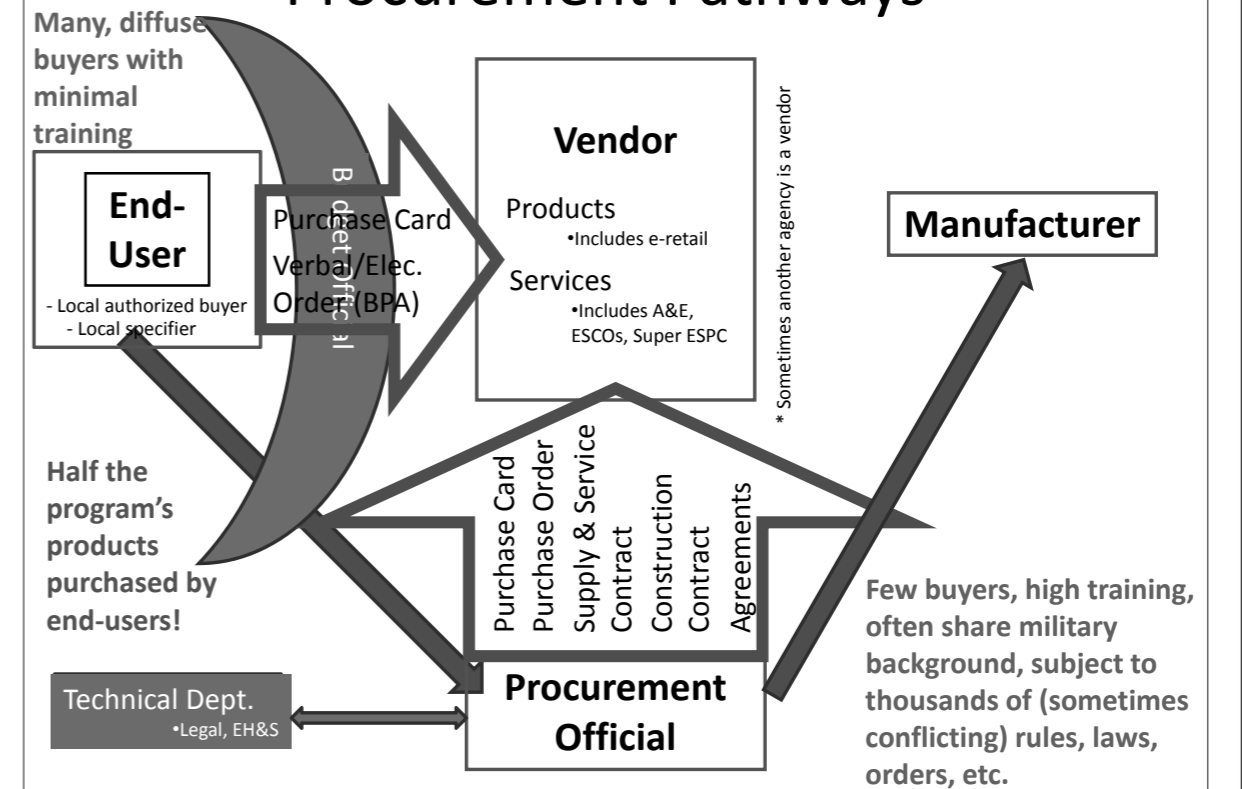 Procurement Pathways
Many, diffuse
buyers with
minimal
training
End-
User
- Local authorized buyer
- Local specifier
Budget Official
Purchase Card
Verbal/Elec.
Order (BPA)
Vendor
Products
•Includes e-retail
Services
•Includes A&E,
ESCOs, Super ESPC
* Sometimes another agency is a vendor
Manufacturer
Half the
program’s
products
purchased by
end-users!
Purchase Card
Purchase Order
Supply & Service
Contract
Construction
Contract
Agreements
Technical Dept.
•Legal, EH&S
Procurement
Official
Few buyers, high training,
often share military
background, subject to
thousands of (sometimes
conflicting) rules, laws,
orders, etc.